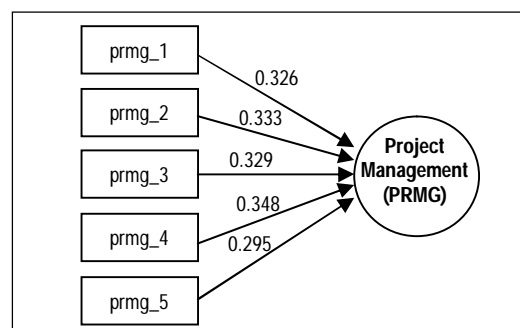 prmg_1
0.326
prmg_2
0.333
prmg_3
0.329
prmg_4
0.348
prmg_5
0.295
Project
Management
(PRMG)